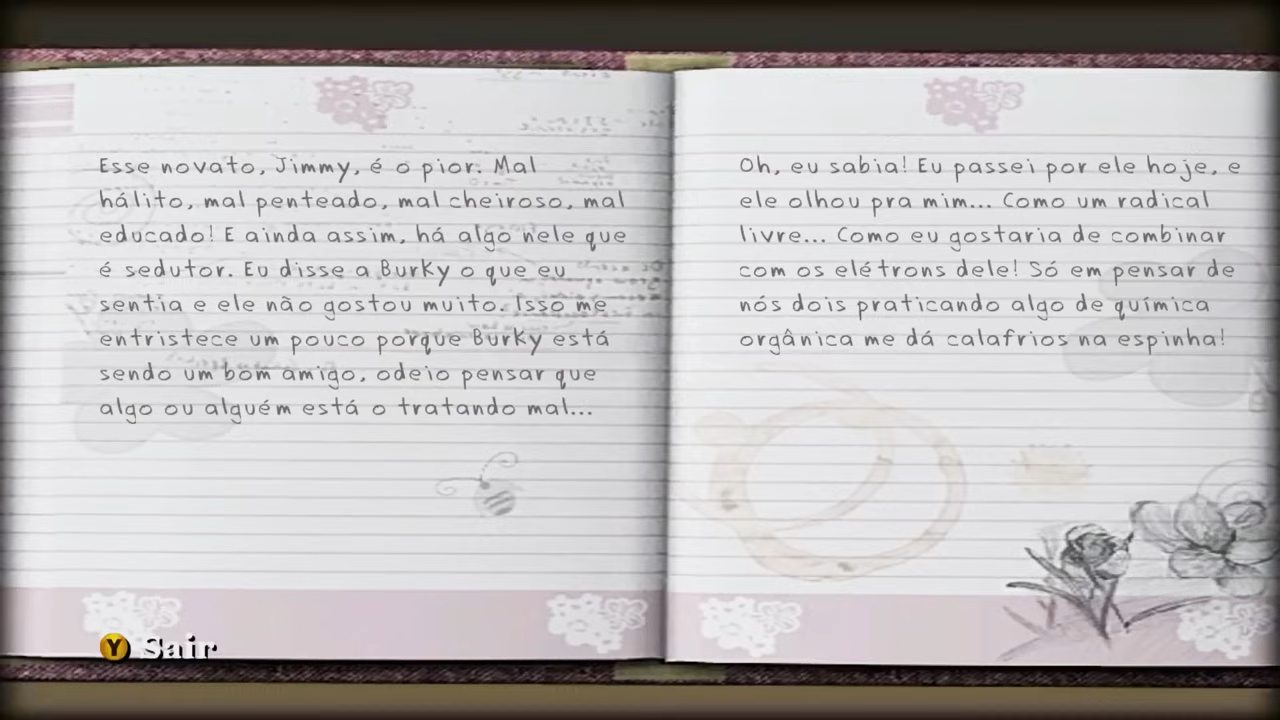 Esse novato, Jimmy, é o pior. Mal
hálito, mal penteado, mal cheiroso, mal
educado! E ainda assim, há algo nele que
é sedutor. Eu disse a Burky o que eu
sentia e ele não gostou muito. Isso me
entristece um pouco porque Burky está
sendo um bom amigo, odeio pensar que
algo ou alguém está o tratando mal...
Oh, eu sabia! Eu passei por ele hoje, e
ele olhou pra mim... Como um radical
livre... Como eu gostaria de combinar
com os elétrons dele! Só em pensar de
nós dois praticando algo de química
orgânica me dá calafrios na espinha!
Y Sair